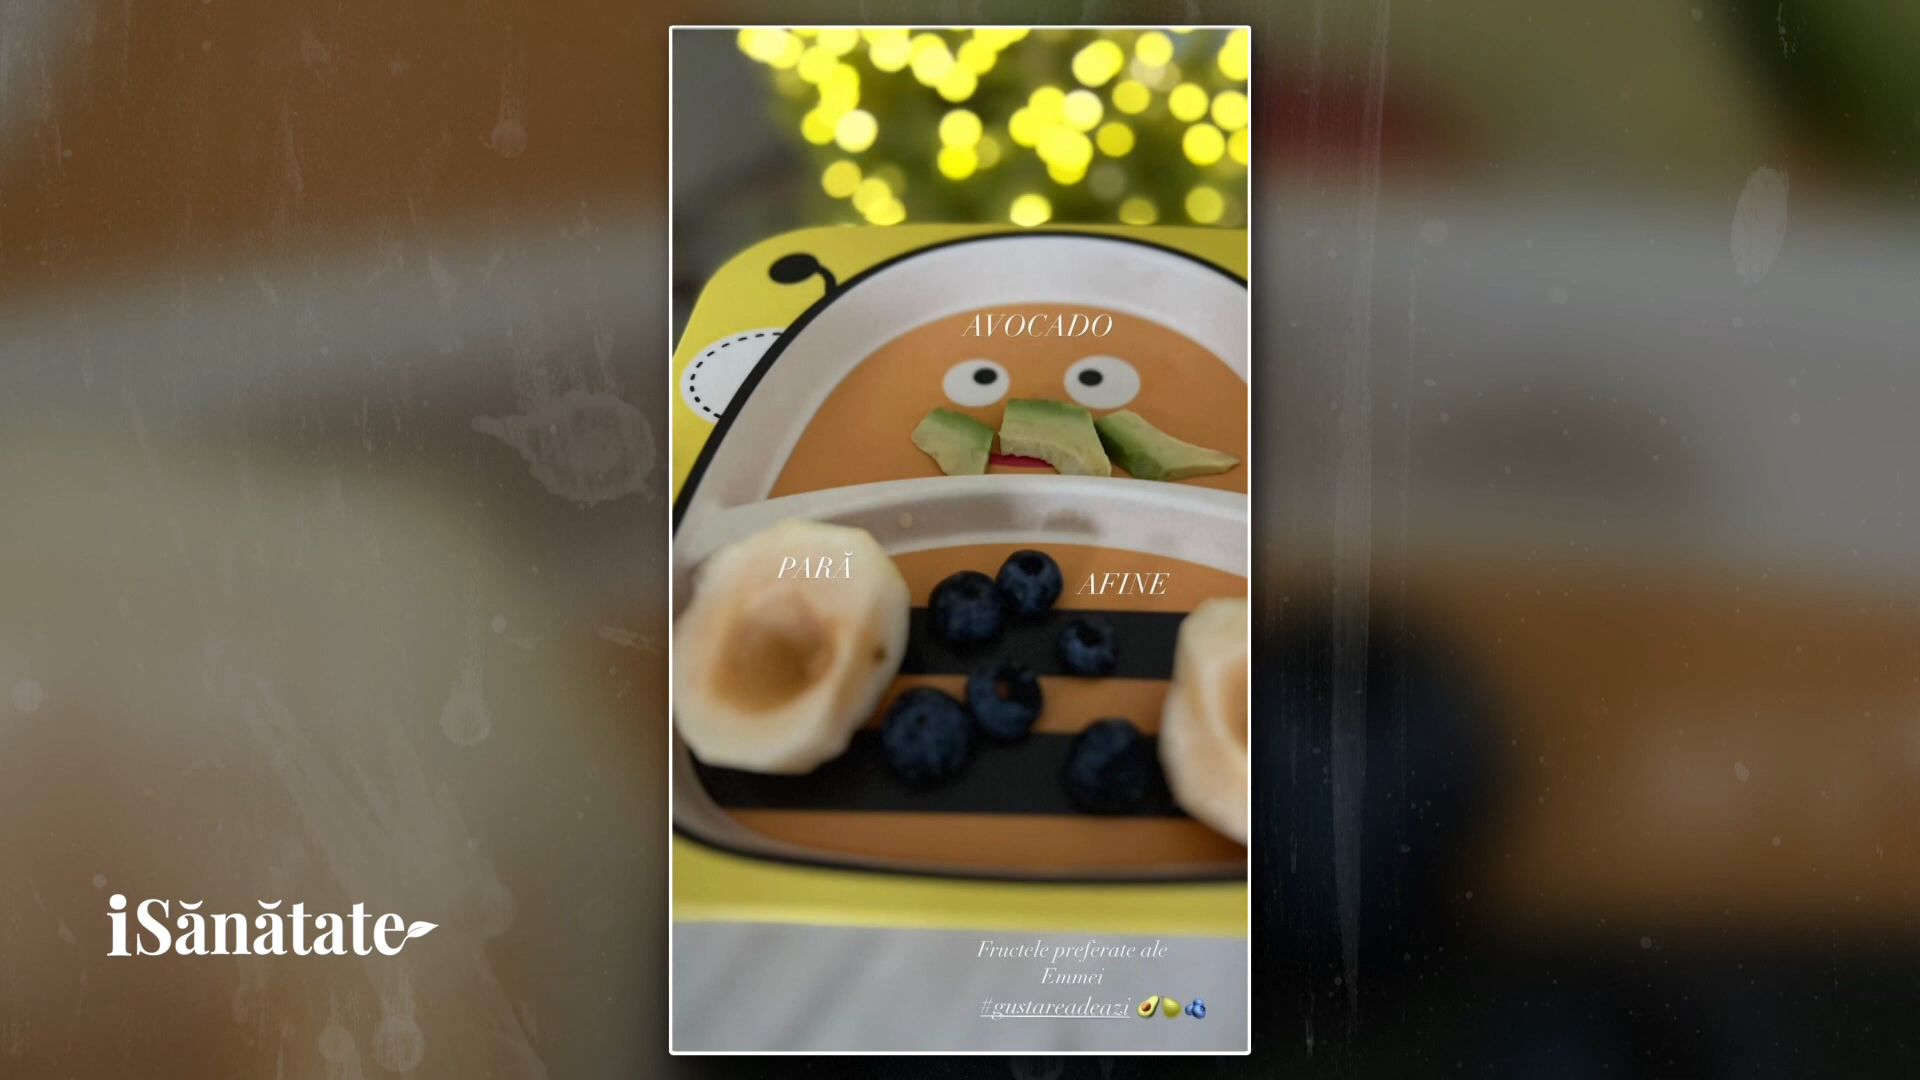 AVOCADO
PARĂ
AFINE
Fructele preferate ale
Emmei
#gustareadeazi
iSănătate